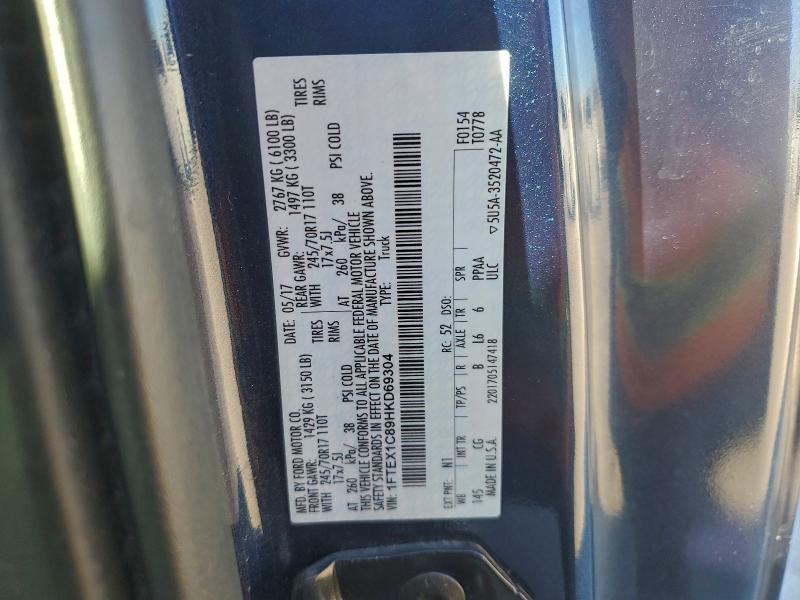 MFD. BY FORD MOTOR CO.
DATE: 05/17 GVWR: 2767 KG ( 6100 LB)
FRONT GAWR: 1429 KG ( 3150 LB) REAR GAWR: 1497 KG ( 3300 LB)
WITH 245/70R17 110T TIRES WITH 245/70R17 110T TIRES
17x7.5J RIMS 17x7.5J RIMS
AT 260 kPa/ 38 PSI COLD AT 260 kPa/ 38 PSI COLD
THIS VEHICLE CONFORMS TO ALL APPLICABLE FEDERAL MOTOR VEHICLE
SAFETY STANDARDS IN EFFECT ON THE DATE OF MANUFACTURE SHOWN ABOVE.
VIN: 1FTEX1C89HKD69304 TYPE: Truck
F0154
T0778
EXT PNT: N1 RC: 52 DSO:
WB INT TR TP/PS R AXLE TR SPR
145 CG B L6 6 PPAA
ULC
MADE IN U.S.A. 2201705147418
▽5U5A-3520472-AA